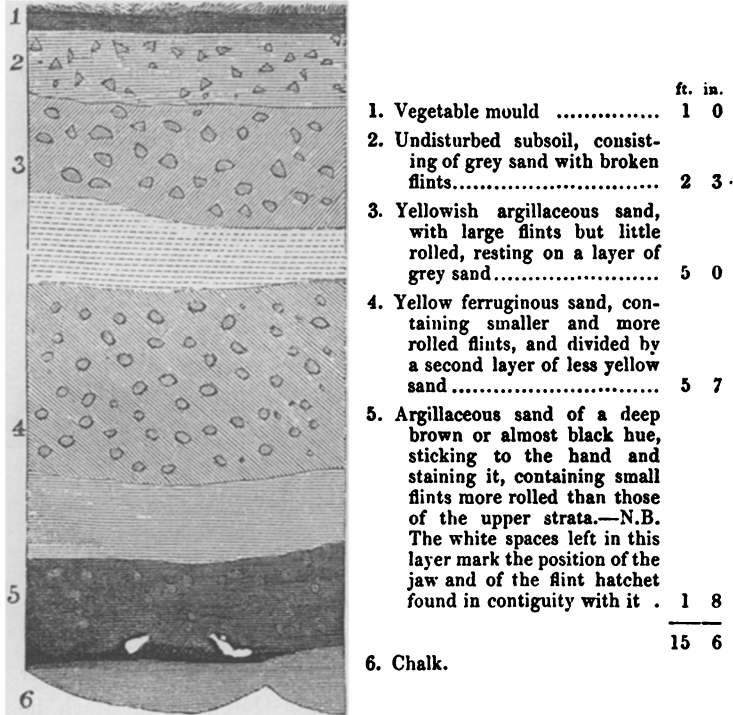 1
2
3
4
5
6
ft. in.
1. Vegetable mould ................ 1 0
2. Undisturbed subsoil, consist-
ing of grey sand with broken
flints............................. 2 3 .
3. Yellowish argillaceous sand,
with large flints but little
rolled, resting on a layer of
grey sand......................... 5 0
4. Yellow ferruginous sand, con-
taining smaller and more
rolled flints, and divided by
a second layer of less yellow
sand .............................. 5 7
5. Argillaceous sand of a deep
brown or almost black hue,
sticking to the hand and
staining it, containing small
flints more rolled than those
of the upper strata.—N.B.
The white spaces left in this
layer mark the position of the
jaw and of the flint hatchet
found in contiguity with it . 1 8
15 6
6. Chalk.